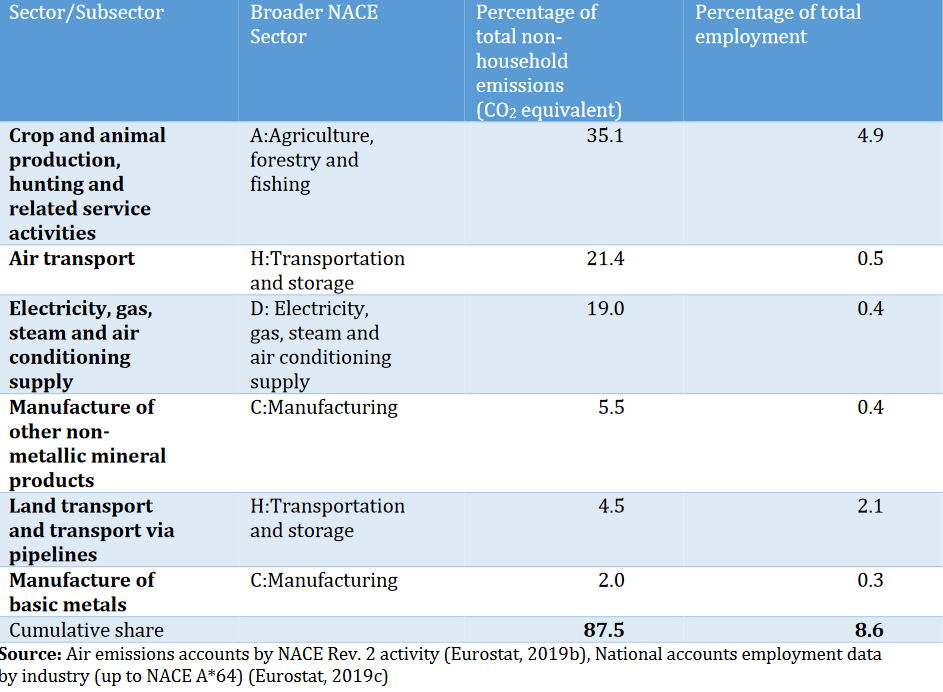 Sector/Subsector
Broader NACE
Sector
Percentage of
total non-
household
emissions
(CO₂ equivalent)
Percentage of total
employment
Crop and animal
production,
hunting and
related service
activities
A:Agriculture,
forestry and
fishing
35.1
4.9
Air transport
H:Transportation
and storage
21.4
0.5
Electricity, gas,
steam and air
conditioning
supply
D: Electricity,
gas, steam and
air conditioning
supply
19.0
0.4
Manufacture of
other non-
metallic mineral
products
C:Manufacturing
5.5
0.4
Land transport
and transport via
pipelines
H:Transportation
and storage
4.5
2.1
Manufacture of
basic metals
C:Manufacturing
2.0
0.3
Cumulative share
87.5
8.6
Source: Air emissions accounts by NACE Rev. 2 activity (Eurostat, 2019b), National accounts employment data
by industry (up to NACE A*64) (Eurostat, 2019c)